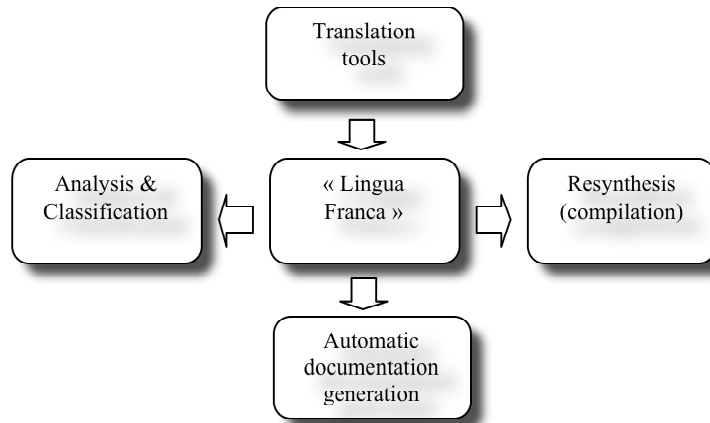 Translation
tools
Analysis &
Classification
« Lingua
Franca »
Resynthesis
(compilation)
Automatic
documentation
generation